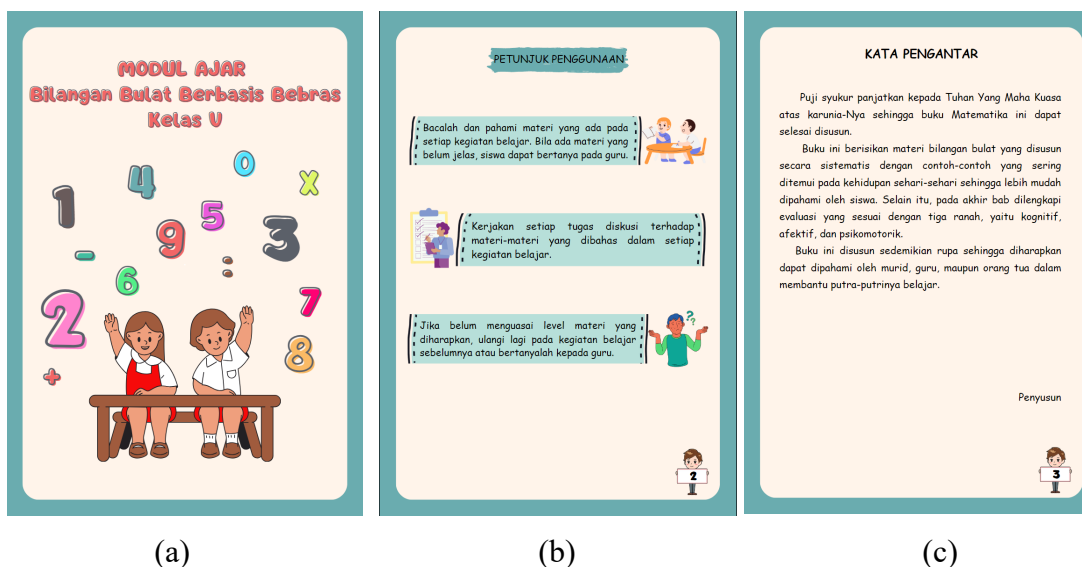 MODUL AJAR
Bilangan Bulat Berbasis Bebras
Kelas V
0
4
X
1
5
9
3
-
:
6
2
7
8
+
(a)
PETUNJUK PENGGUNAAN
Bacalah dan pahami materi yang ada pada
setiap kegiatan belajar. Bila ada materi yang
belum jelas, siswa dapat bertanya pada guru.
Kerjakan setiap tugas diskusi terhadap
materi-materi yang dibahas dalam setiap
kegiatan belajar.
??
Jika belum menguasai level materi yang
diharapkan, ulangi lagi pada kegiatan belajar
sebelumnya atau bertanyalah kepada guru.
2
(b)
KATA PENGANTAR
Puji syukur panjatkan kepada Tuhan Yang Maha Kuasa
atas karunia-Nya sehingga buku Matematika ini dapat
selesai disusun.
Buku ini berisikan materi bilangan bulat yang disusun
secara sistematis dengan contoh-contoh yang sering
ditemui pada kehidupan sehari-sehari sehingga lebih mudah
dipahami oleh siswa. Selain itu, pada akhir bab dilengkapi
evaluasi yang sesuai dengan tiga ranah, yaitu kognitif,
afektif, dan psikomotorik.
Buku ini disusun sedemikian rupa sehingga diharapkan
dapat dipahami oleh murid, guru, maupun orang tua dalam
membantu putra-putrinya belajar.
Penyusun
3
(c)